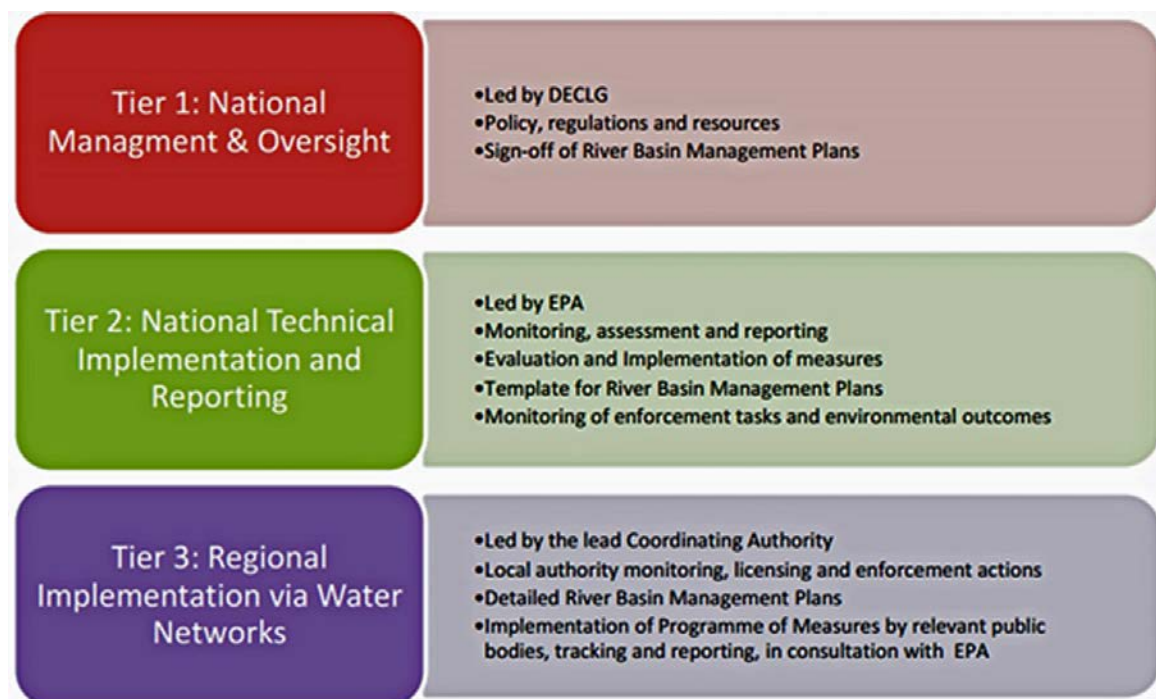 Tier 1: National
Managment & Oversight
•Led by DECLG
•Policy, regulations and resources
•Sign-off of River Basin Management Plans
Tier 2: National Technical
Implementation and
Reporting
•Led by EPA
•Monitoring, assessment and reporting
•Evaluation and Implementation of measures
•Template for River Basin Management Plans
•Monitoring of enforcement tasks and environmental outcomes
Tier 3: Regional
Implementation via Water
Networks
•Led by the lead Coordinating Authority
•Local authority monitoring, licensing and enforcement actions
•Detailed River Basin Management Plans
•Implementation of Programme of Measures by relevant public
bodies, tracking and reporting, in consultation with EPA